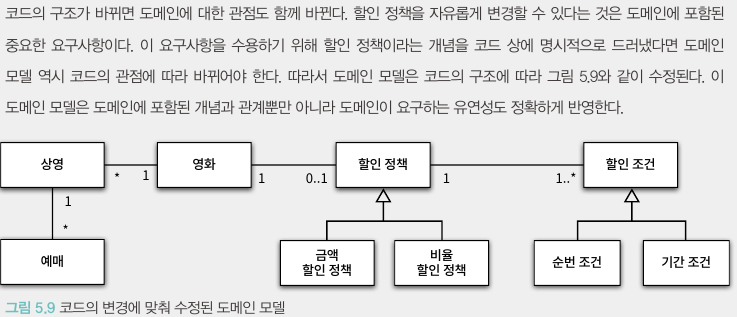 코드의 구조가 바뀌면 도메인에 대한 관점도 함께 바뀐다. 할인 정책을 자유롭게 변경할 수 있다는 것은 도메인에 포함된
중요한 요구사항이다. 이 요구사항을 수용하기 위해 할인 정책이라는 개념을 코드 상에 명시적으로 드러냈다면 도메인
모델 역시 코드의 관점에 따라 바뀌어야 한다. 따라서 도메인 모델은 코드의 구조에 따라 그림 5.9와 같이 수정된다. 이
도메인 모델은 도메인에 포함된 개념과 관계뿐만 아니라 도메인이 요구하는 유연성도 정확하게 반영한다.
상영 * 1 영화 1 0..1 할인 정책 1 1..* 할인 조건
1
*
예매
금액
할인 정책
비율
할인 정책
순번 조건
기간 조건
그림 5.9 코드의 변경에 맞춰 수정된 도메인 모델